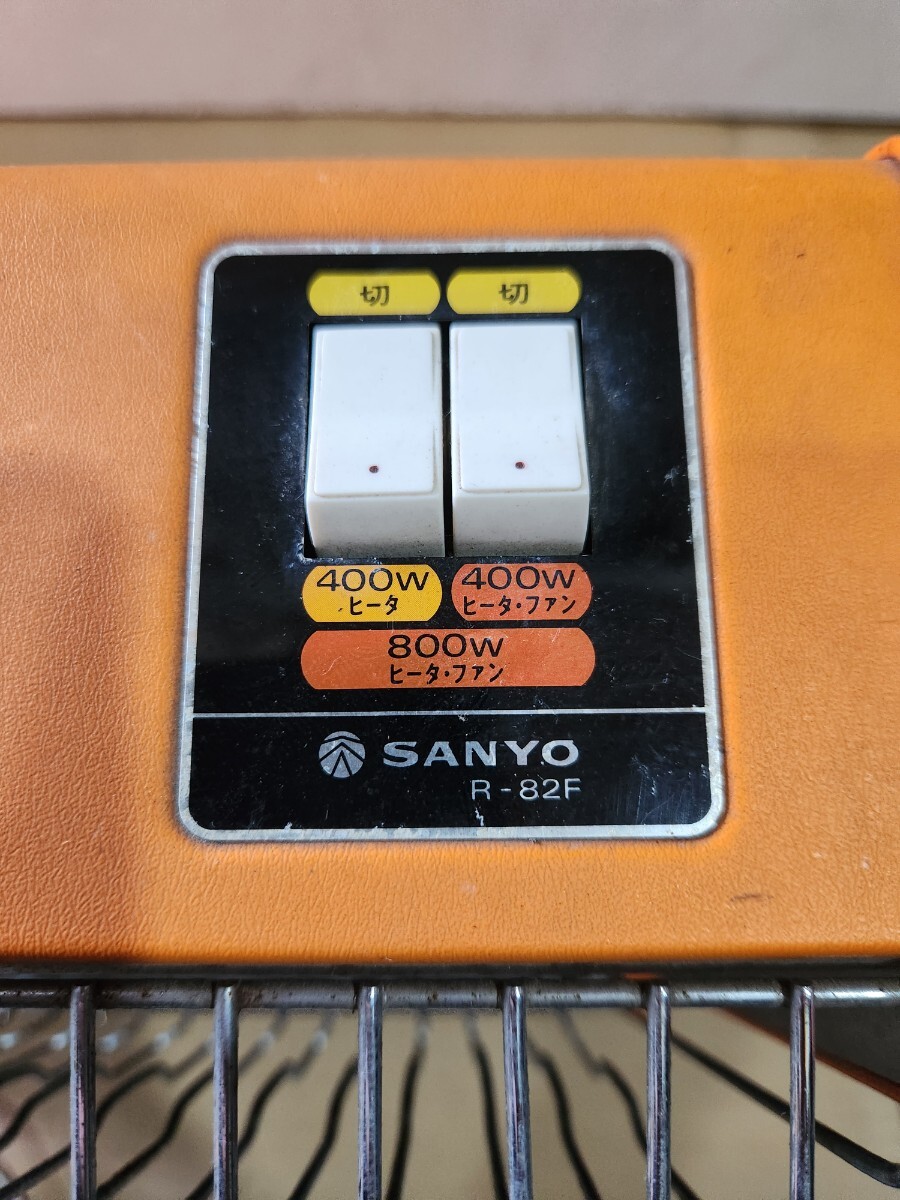 切 切
400W 400W
ヒータ ヒータ・ファン
800W
ヒータ・ファン
SANYO
R-82F